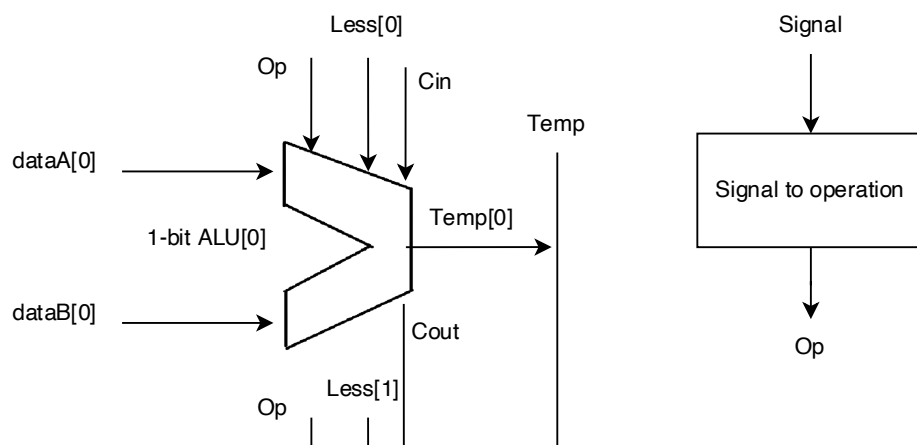 Less[0]
Signal
Op
Cin
Temp
dataA[0]
Signal to operation
Temp[0]
1-bit ALU[0]
dataB[0]
Cout
Op
Less[1]
Op